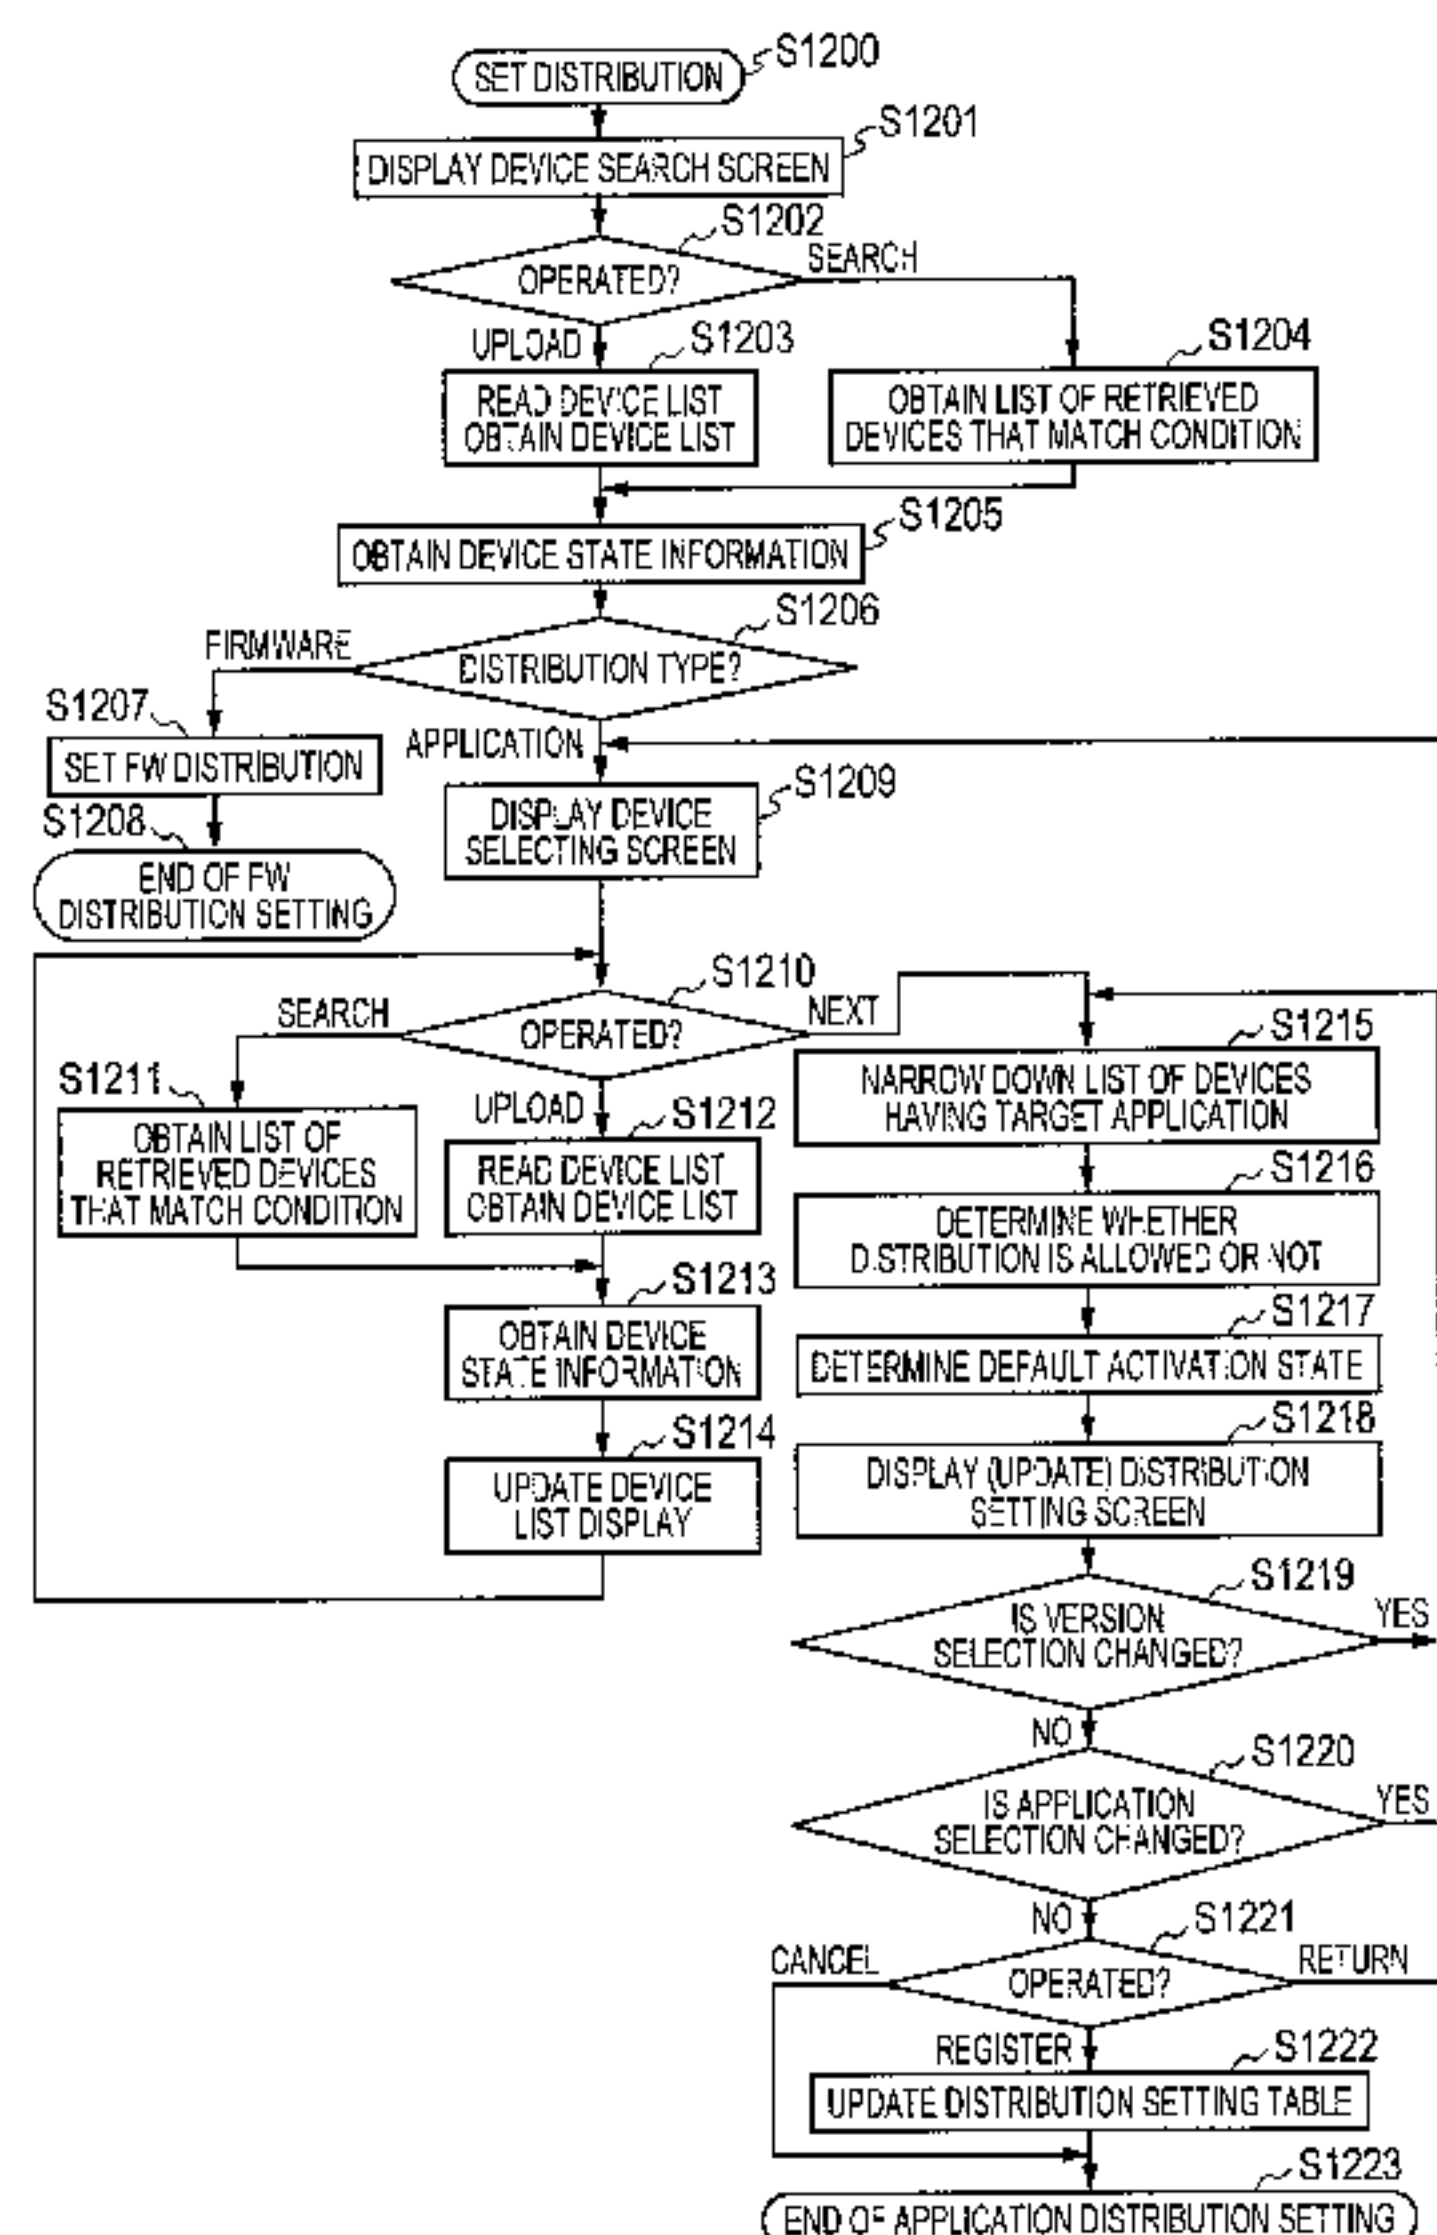 S1200
SET DISTRIBUTION
S1201
DISPLAY DEVICE SEARCH SCREEN
S1202
OPERATED?
SEARCH
UPLOAD
S1203
READ DEVICE LIST
OBTAIN DEVICE LIST
S1204
OBTAIN LIST OF RETRIEVED
DEVICES THAT MATCH CONDITION
S1205
OBTAIN DEVICE STATE INFORMATION
S1206
DISTRIBUTION TYPE?
FIRMWARE
S1207
SET FW DISTRIBUTION
S1208
END OF FW
DISTRIBUTION SETTING
APPLICATION
S1209
DISPLAY DEVICE
SELECTING SCREEN
S1210
OPERATED?
SEARCH
NEXT
S1211
OBTAIN LIST OF
RETRIEVED DEVICES
THAT MATCH CONDITION
UPLOAD
S1212
READ DEVICE LIST
OBTAIN DEVICE LIST
S1213
OBTAIN DEVICE
STATE INFORMATION
S1214
UPDATE DEVICE
LIST DISPLAY
S1215
NARROW DOWN LIST OF DEVICES
HAVING TARGET APPLICATION
S1216
DETERMINE WHETHER
DISTRIBUTION IS ALLOWED OR NOT
S1217
DETERMINE DEFAULT ACTIVATION STATE
S1218
DISPLAY (UPDATE) DISTRIBUTION
SETTING SCREEN
S1219
IS VERSION
SELECTION CHANGED?
YES
NO
S1220
IS APPLICATION
SELECTION CHANGED?
YES
NO
S1221
CANCEL
OPERATED?
RETURN
REGISTER
S1222
UPDATE DISTRIBUTION SETTING TABLE
S1223
END OF APPLICATION DISTRIBUTION SETTING